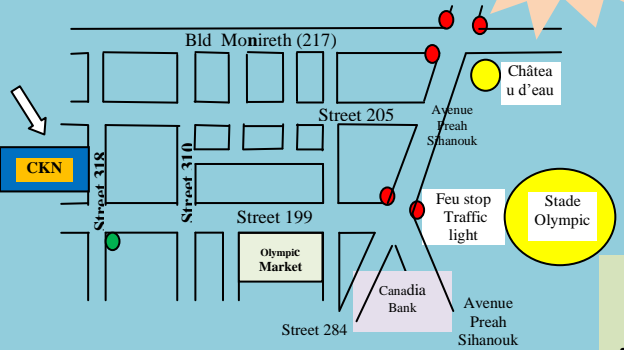 Bld Monireth (217)
Châtea
u d'eau
Street 205
Avenue
Preah
Sihanouk
CKN
Street 318
Street 310
Feu stop
Traffic
light
Stade
Olympic
Street 199
Olympic
Market
Canadia
Bank
Avenue
Preah
Sihanouk
Street 284